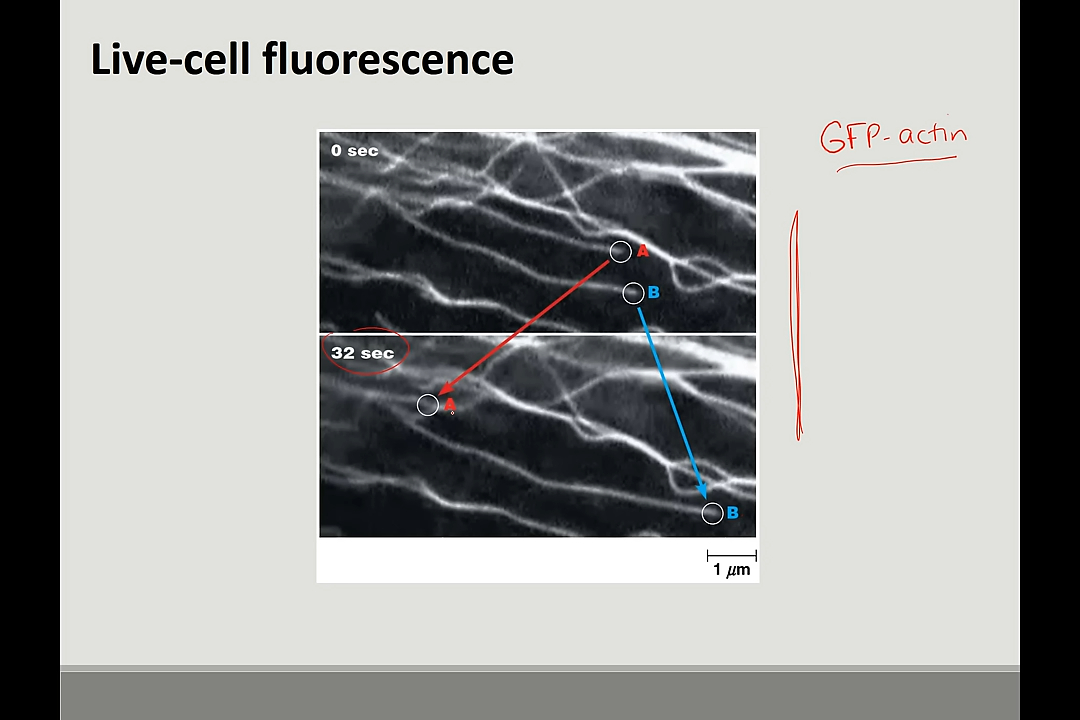 Live-cell fluorescence
GFP-actin
0 sec
A
B
32 sec
A
B
1 μm